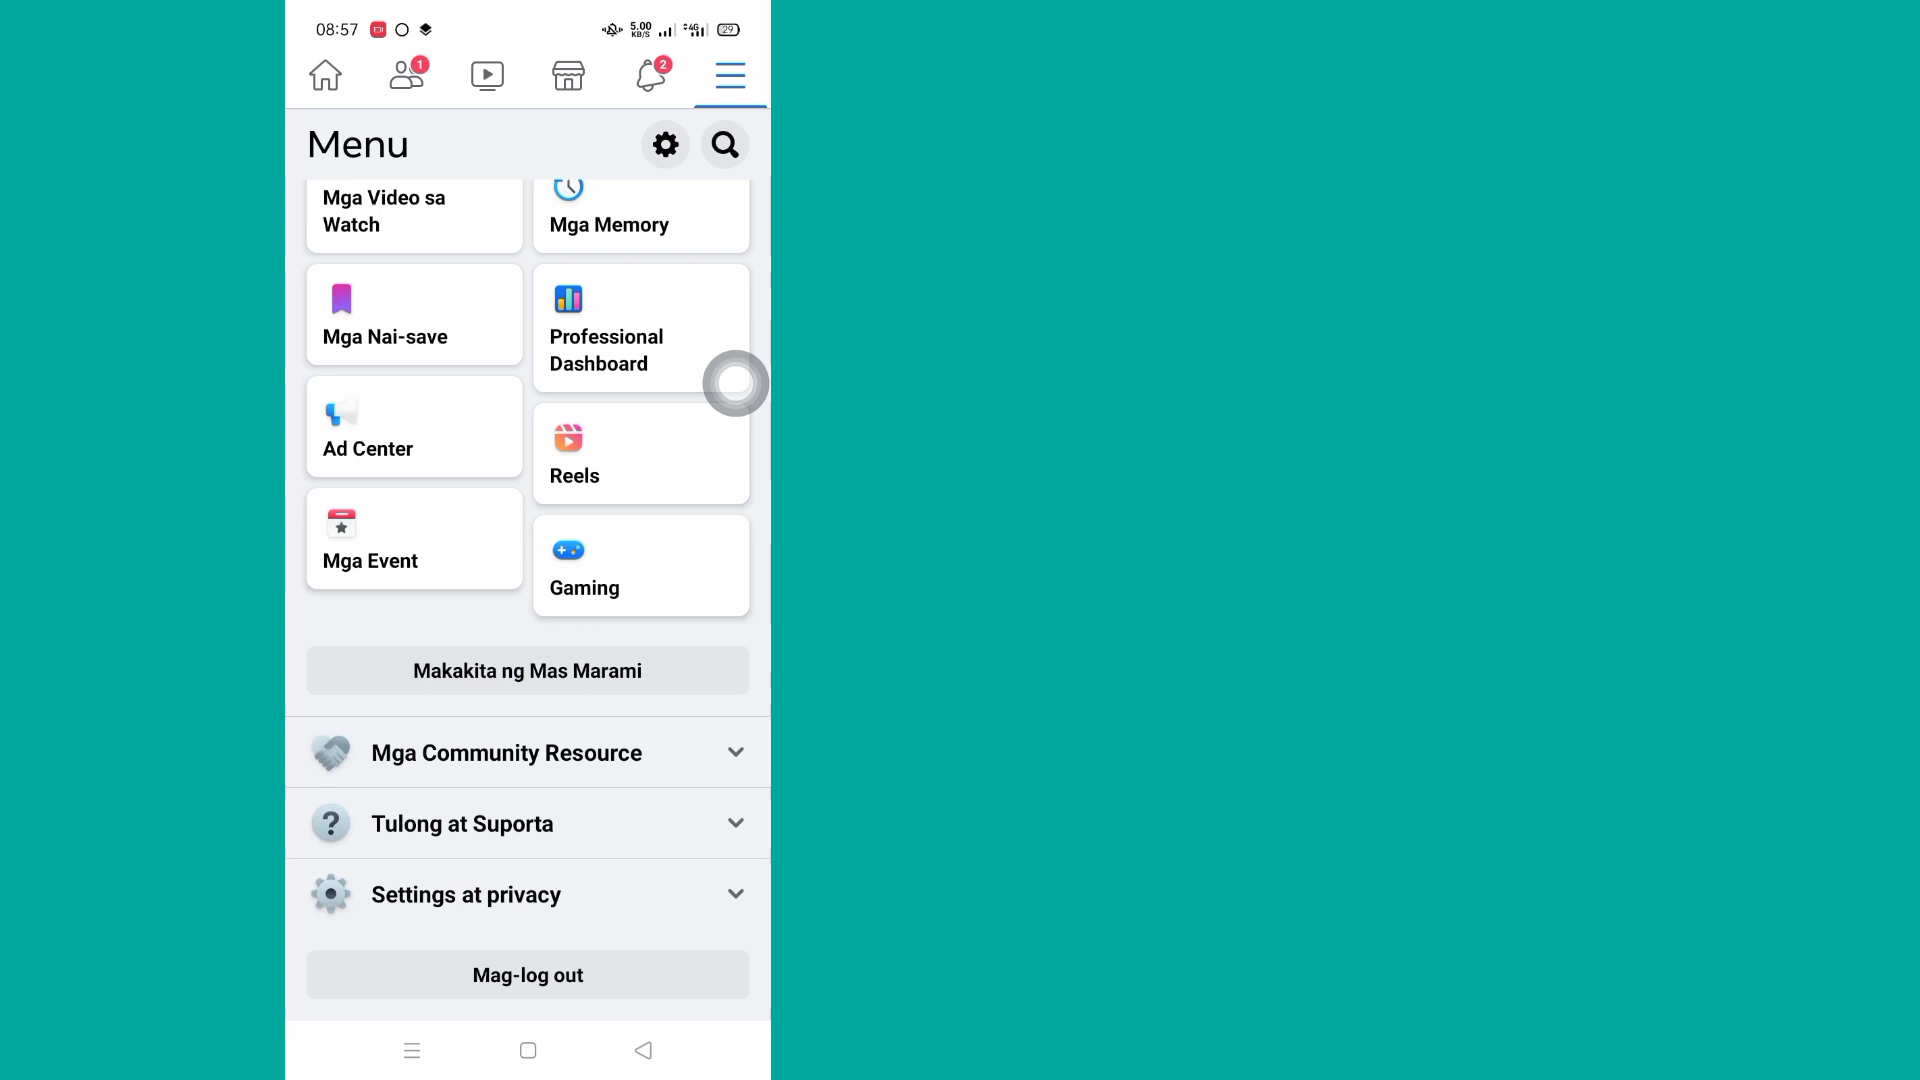 08:57
5.00
KB/S
4G
29
1
2
Menu
Mga Video sa
Watch
Mga Memory
Mga Nai-save
Professional
Dashboard
Ad Center
Reels
Mga Event
Gaming
Makakita ng Mas Marami
Mga Community Resource
Tulong at Suporta
Settings at privacy
Mag-log out